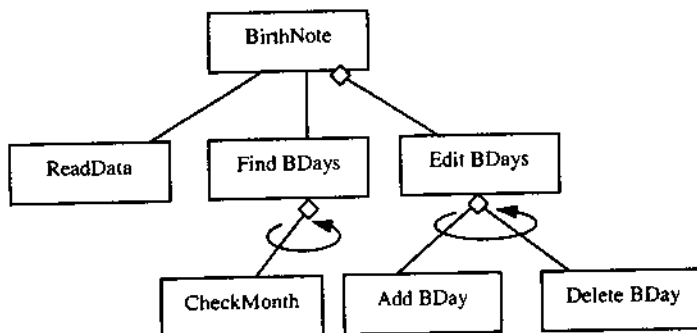 BirthNote
ReadData
Find BDays
Edit BDays
CheckMonth
Add BDay
Delete BDay